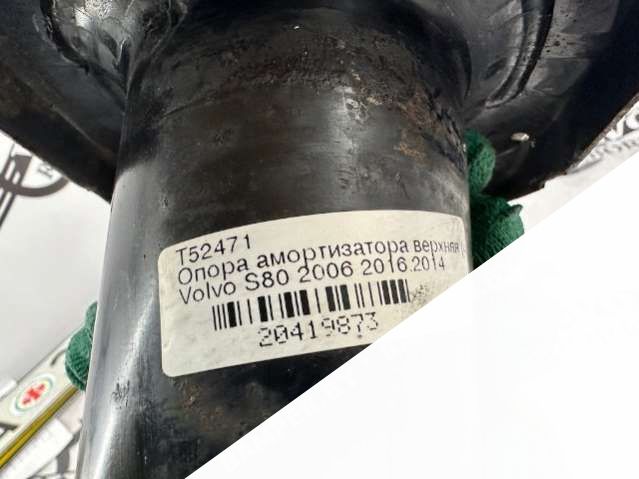 T52471
Опора амортизатора верхняя
Volvo S80 2006 2016.2014
20419873